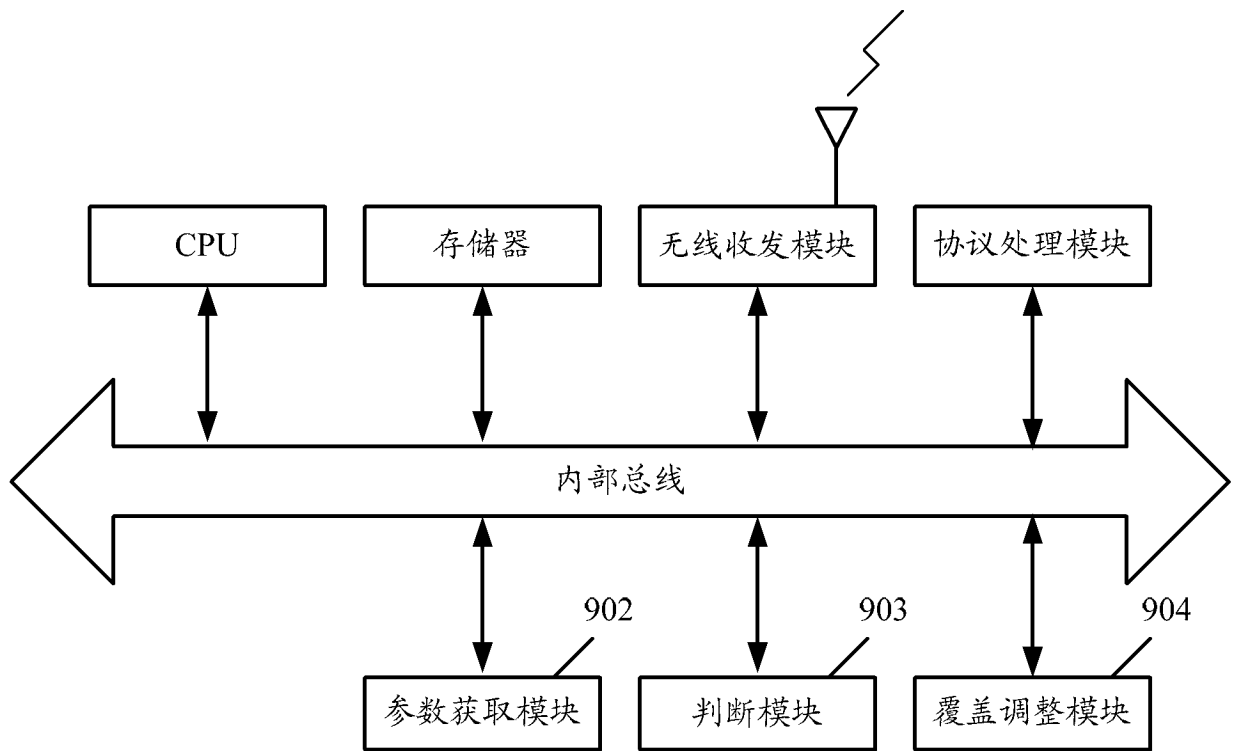 CPU
存储器
无线收发模块
协议处理模块
内部总线
902
903
904
参数获取模块
判断模块
覆盖调整模块